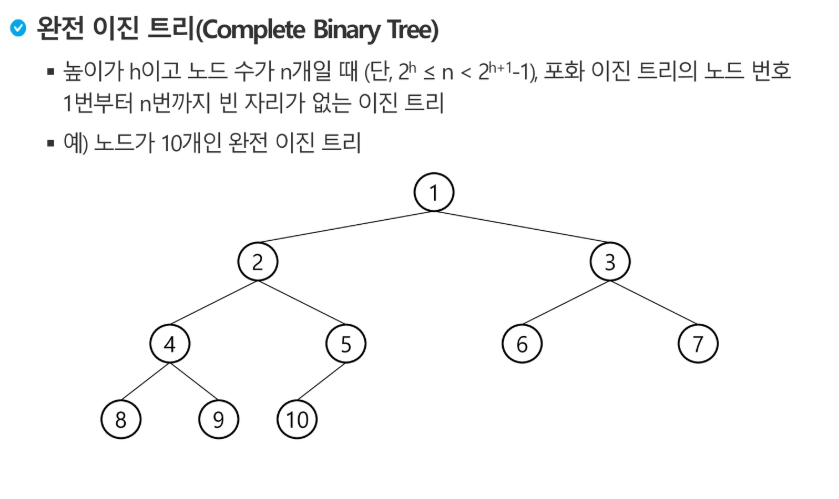 완전 이진 트리(Complete Binary Tree)
▪ 높이가 h이고 노드 수가 n개일 때 (단, 2ʰ ≤ n < 2ʰ⁺¹-1), 포화 이진 트리의 노드 번호
1번부터 n번까지 빈 자리가 없는 이진 트리
▪ 예) 노드가 10개인 완전 이진 트리
1
2 3
4 5 6 7
8 9 10